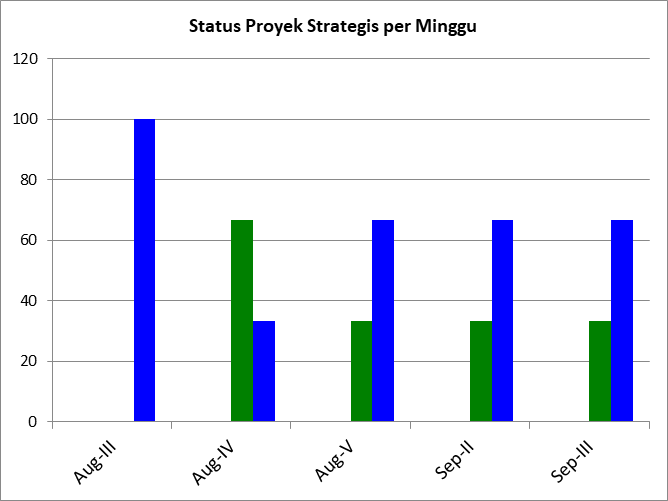 Status Proyek Strategis per Minggu
120
100
80
60
40
20
0
Aug-III
Aug-IV
Aug-V
Sep-II
Sep-III